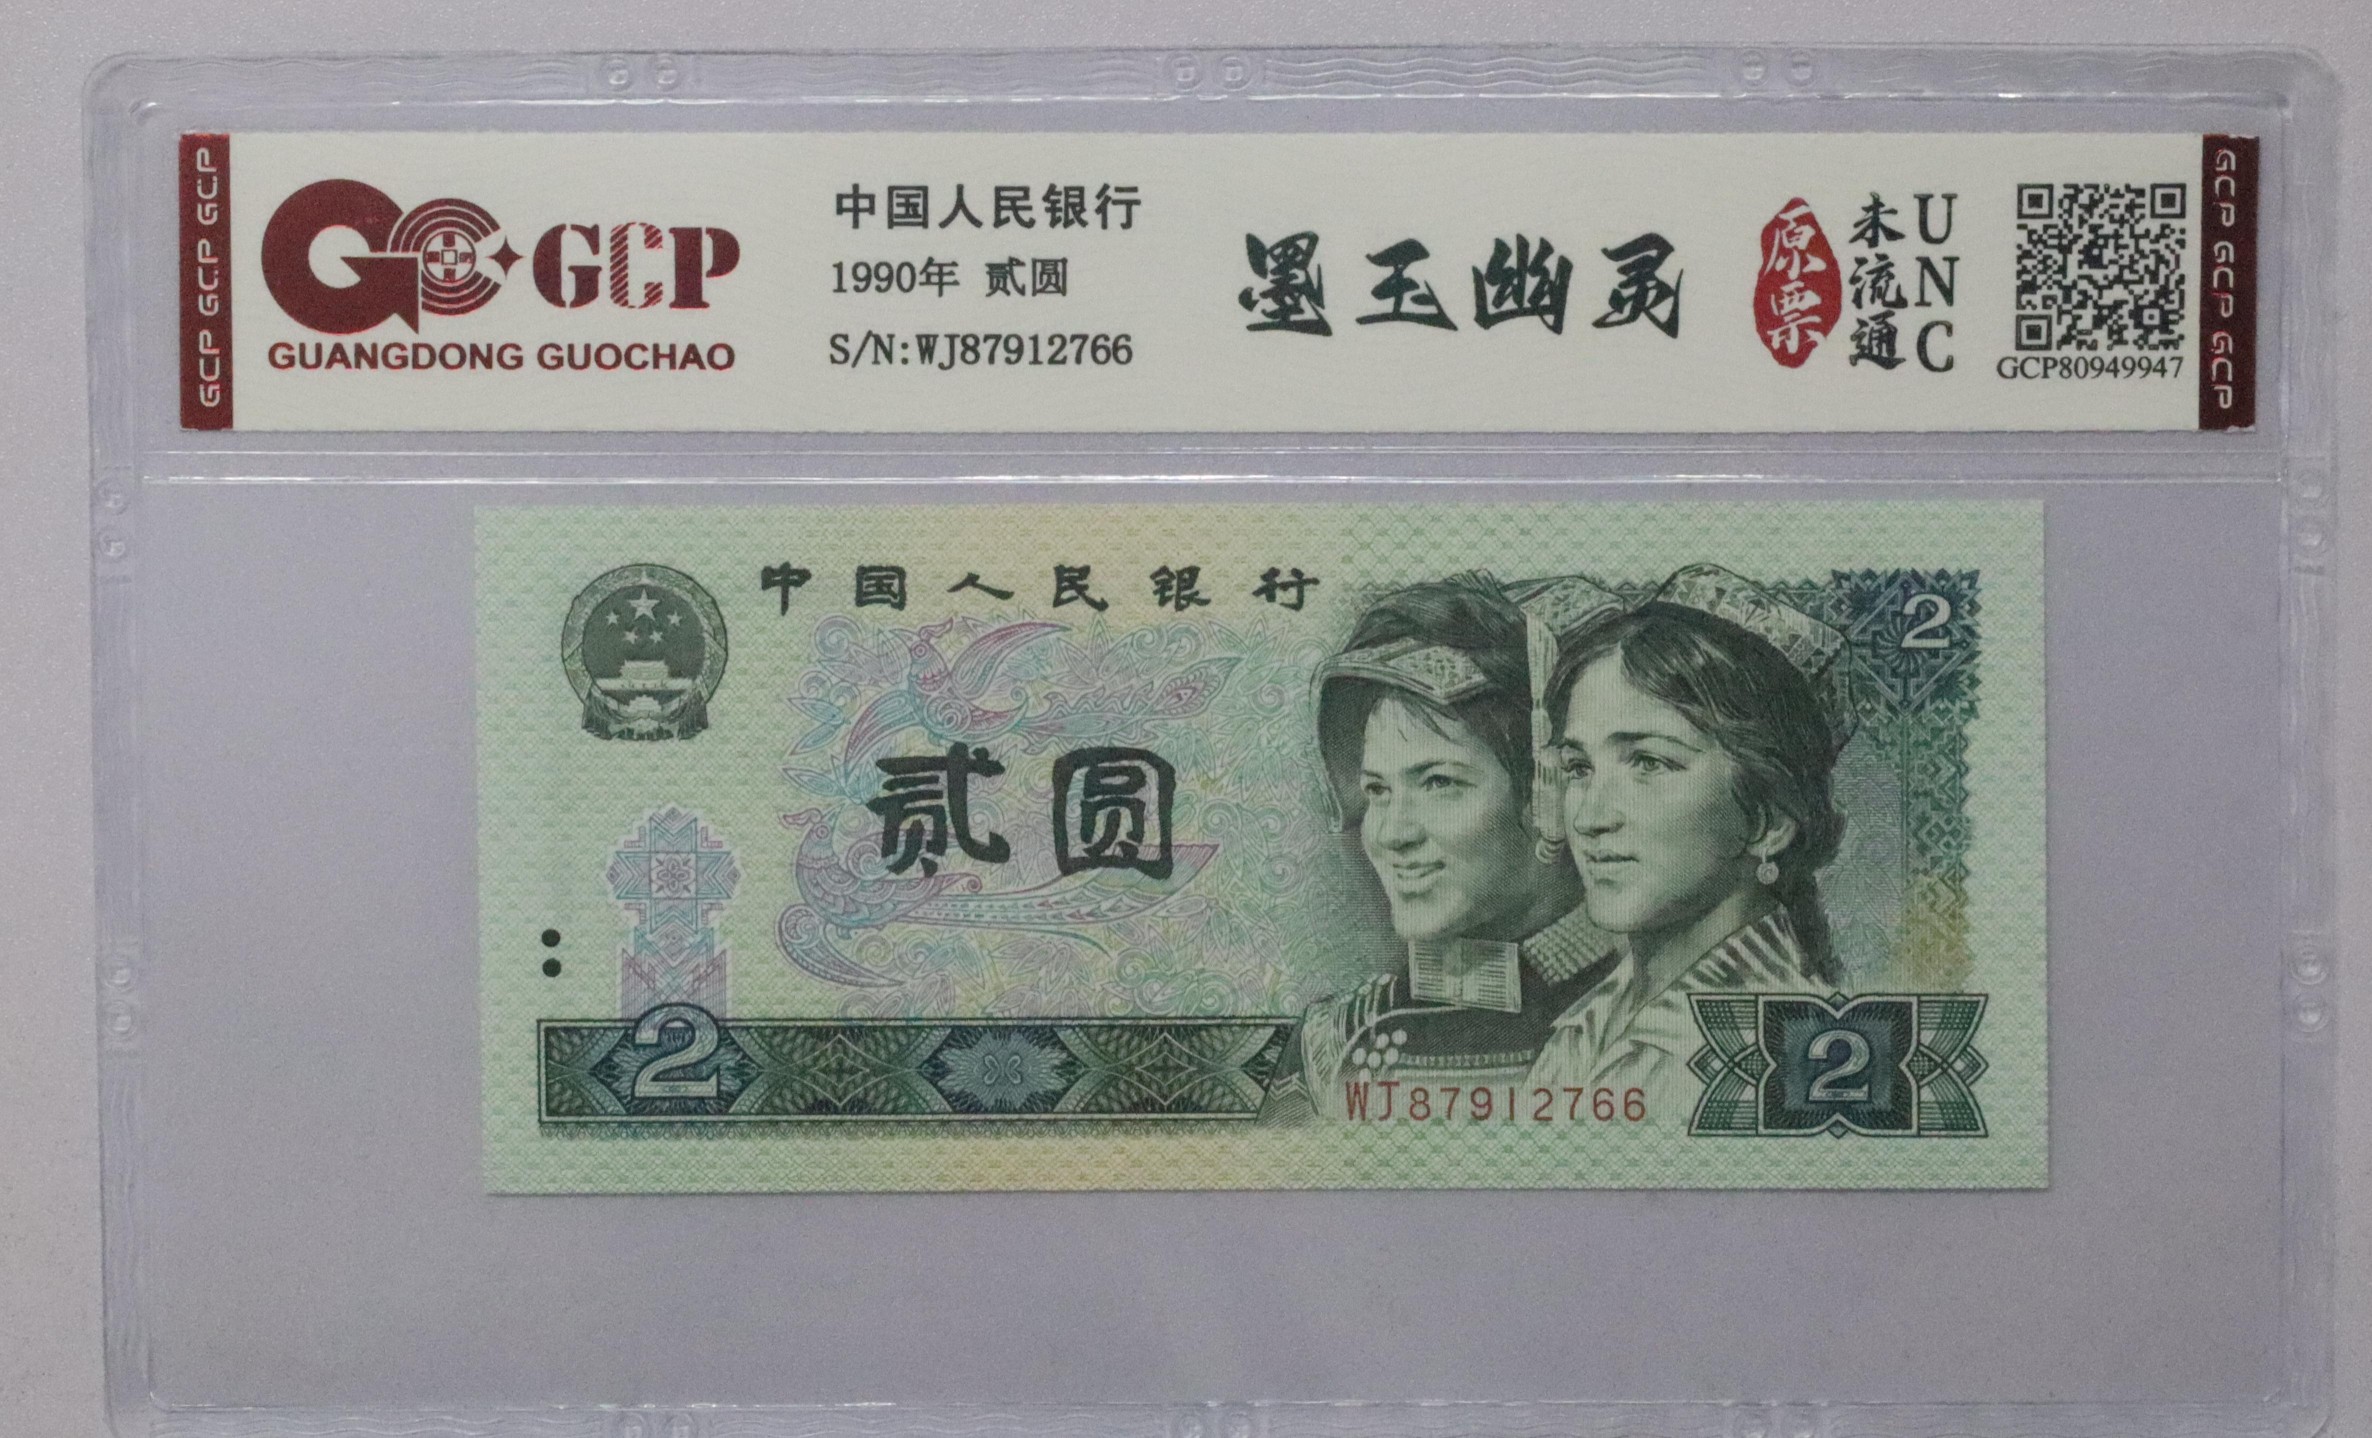 GCP GCP GCP
GCP
GUANGDONG GUOCHAO
中国人民银行
1990年 贰圆
S/N:WJ87912766
墨玉幽灵
原票
未流通
UNC
GCP80949947
GCP GCP GCP
中国人民银行
2
贰圆
2
WJ87912766
2